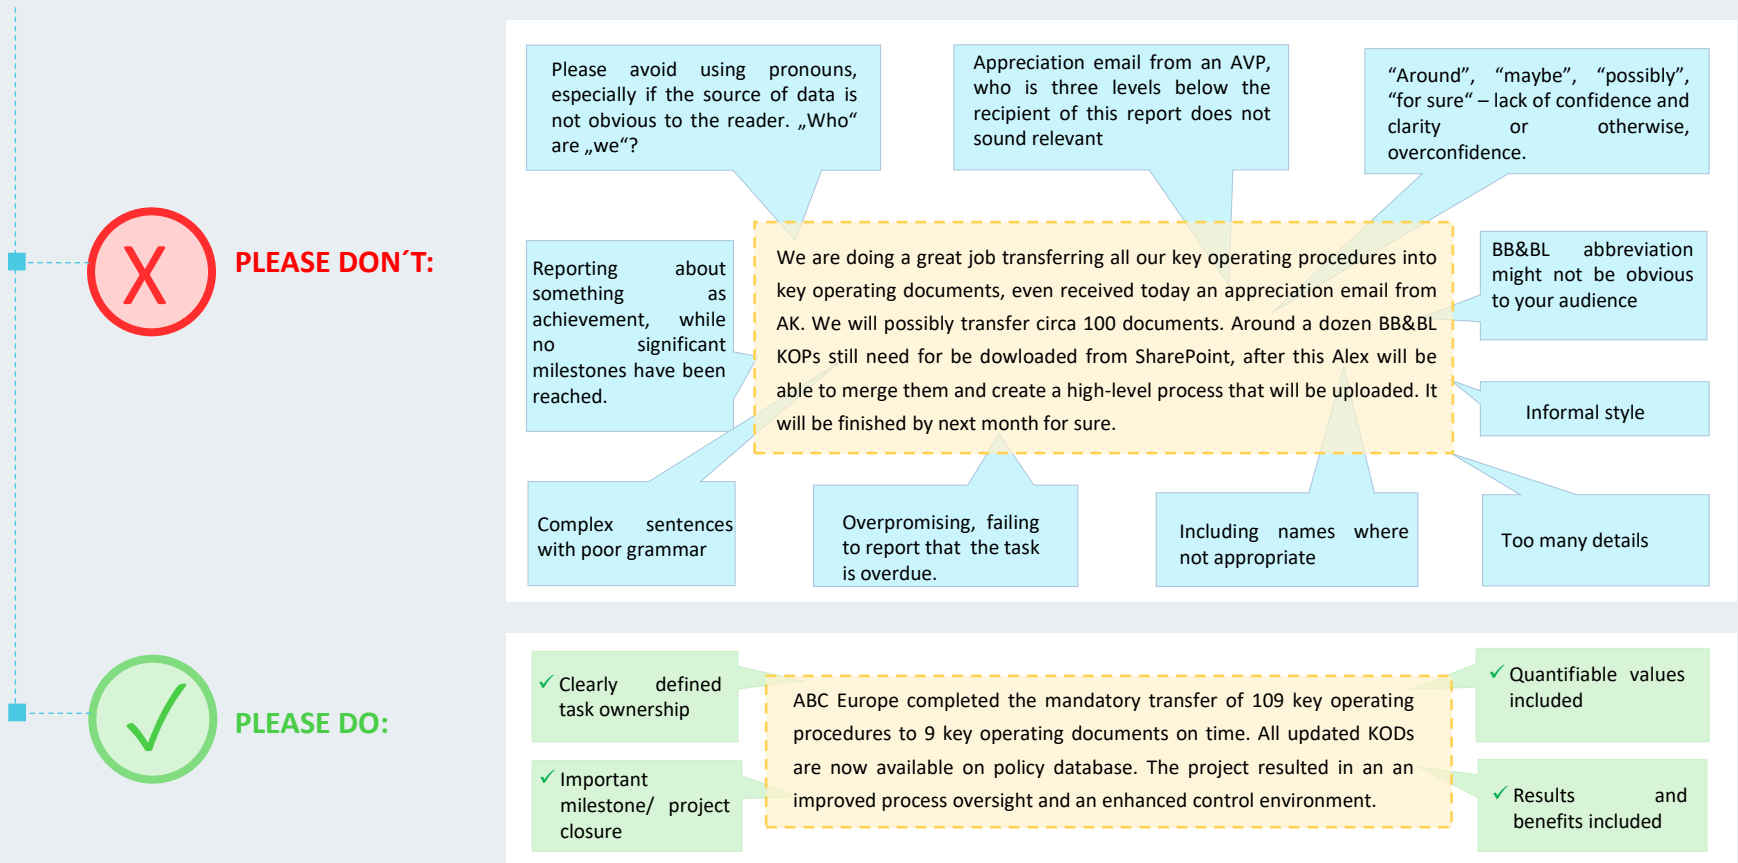 Please avoid using pronouns,
especially if the source of data is
not obvious to the reader. „Who“
are „we“?
Appreciation email from an AVP,
who is three levels below the
recipient of this report does not
sound relevant
“Around”, “maybe”, “possibly”,
“for sure“ – lack of confidence and
clarity or otherwise,
overconfidence.
X
PLEASE DON´T:
Reporting about
something as
achievement, while
no significant
milestones have been
reached.
We are doing a great job transferring all our key operating procedures into
key operating documents, even received today an appreciation email from
AK. We will possibly transfer circa 100 documents. Around a dozen BB&BL
KOPs still need for be dowloaded from SharePoint, after this Alex will be
able to merge them and create a high-level process that will be uploaded. It
will be finished by next month for sure.
BB&BL abbreviation
might not be obvious
to your audience
Informal style
Complex sentences
with poor grammar
Overpromising, failing
to report that the task
is overdue.
Including names where
not appropriate
Too many details
✓
PLEASE DO:
✓ Clearly defined
task ownership
✓ Important
milestone/ project
closure
ABC Europe completed the mandatory transfer of 109 key operating
procedures to 9 key operating documents on time. All updated KODs
are now available on policy database. The project resulted in an an
improved process oversight and an enhanced control environment.
✓ Quantifiable values
included
✓ Results and
benefits included